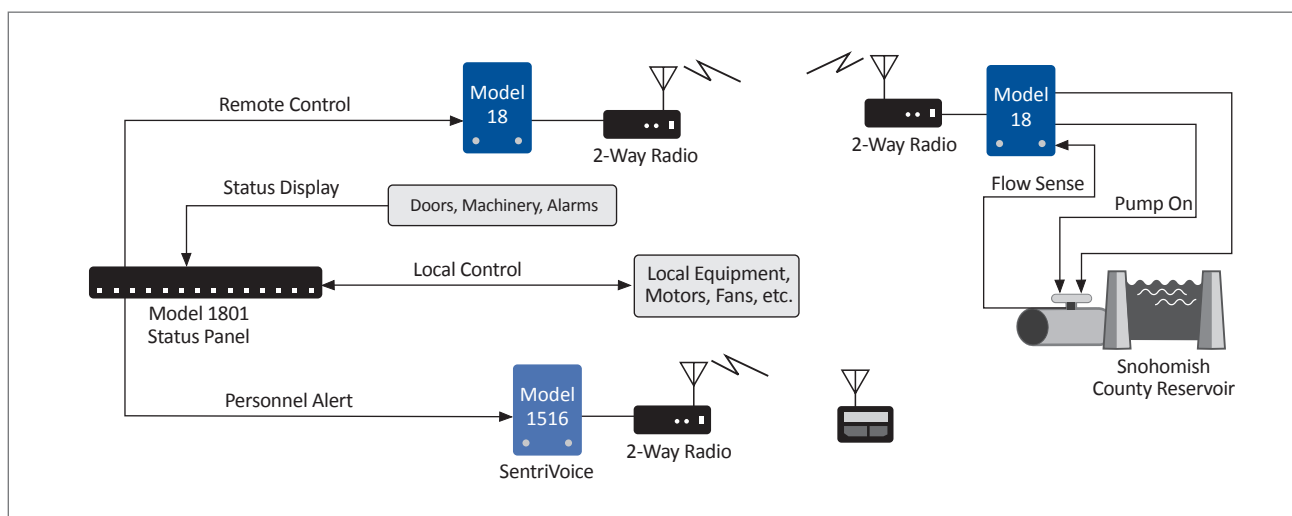 Remote Control
Model
18
2-Way Radio
2-Way Radio
Model
18
Flow Sense
Pump On
Status Display
Doors, Machinery, Alarms
Local Control
Local Equipment,
Motors, Fans, etc.
Model 1801
Status Panel
Snohomish
County Reservoir
Personnel Alert
Model
1516
SentriVoice
2-Way Radio